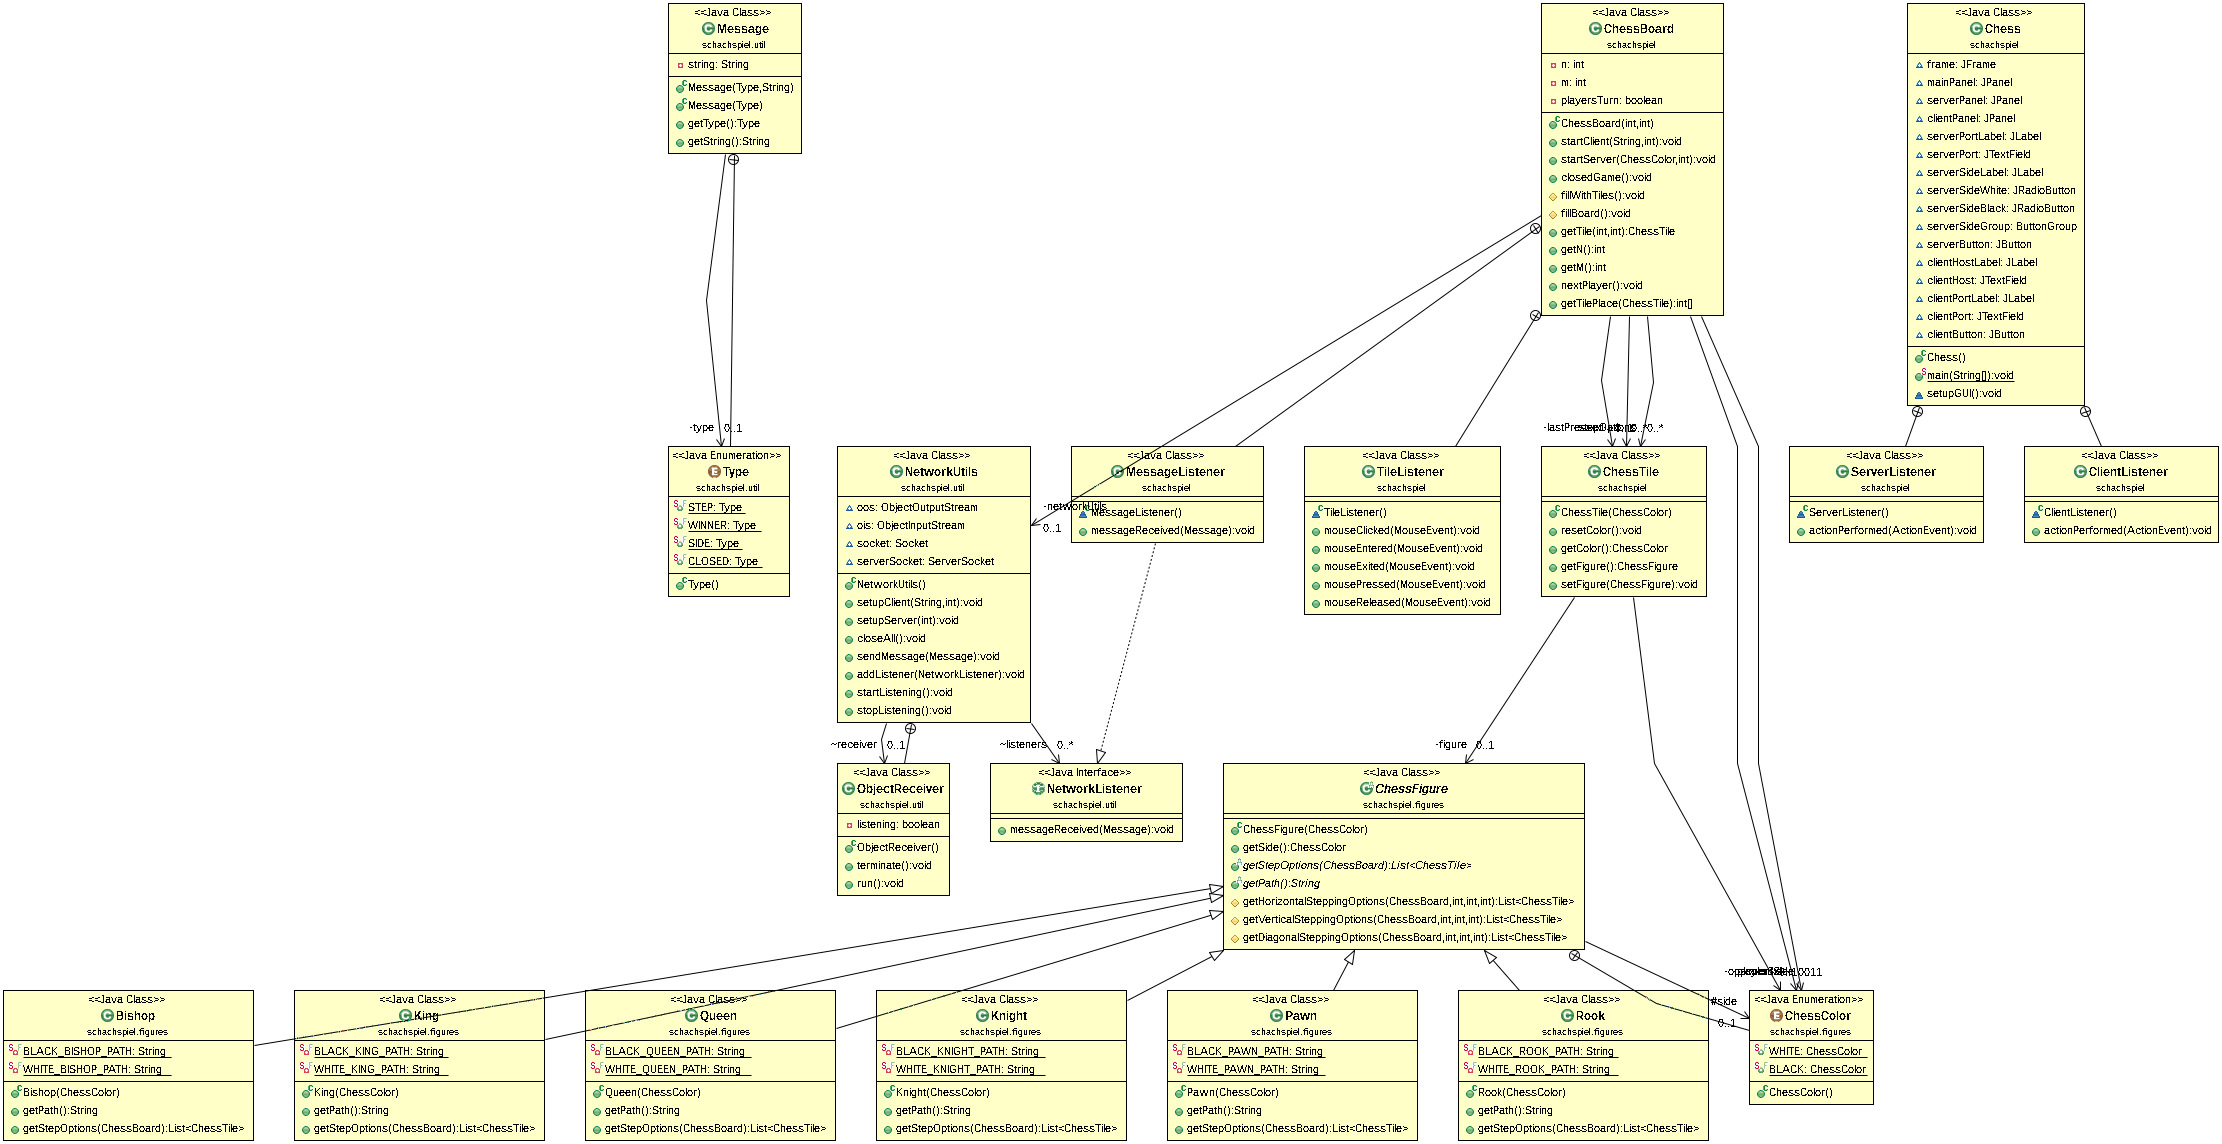 <<Java Class>>
Message
schachspiel.util
string: String
Message(Type,String)
Message(Type)
getType():Type
getString():String
<<Java Class>>
ChessBoard
schachspiel
n: int
m: int
playersTurn: boolean
ChessBoard(int,int)
startClient(String,int):void
startServer(ChessColor,int):void
closedGame():void
fillWithTiles():void
fillBoard():void
getTile(int,int):ChessTile
getN():int
getM():int
nextPlayer():void
getTilePlace(ChessTile):int[]
<<Java Class>>
Chess
schachspiel
frame: JFrame
mainPanel: JPanel
serverPanel: JPanel
clientPanel: JPanel
serverPortLabel: JLabel
serverPort: JTextField
serverSideLabel: JLabel
serverSideWhite: JRadioButton
serverSideBlack: JRadioButton
serverSideGroup: ButtonGroup
serverButton: JButton
clientHostLabel: JLabel
clientHost: JTextField
clientPortLabel: JLabel
clientPort: JTextField
clientButton: JButton
Chess()
main(String[]):void
setupGUI():void
-type 0..1
<<Java Enumeration>>
Type
schachspiel.util
STEP: Type
WINNER: Type
SIDE: Type
CLOSED: Type
Type()
<<Java Class>>
NetworkUtils
schachspiel.util
oos: ObjectOutputStream
ois: ObjectInputStream
socket: Socket
serverSocket: ServerSocket
NetworkUtils()
setupClient(String,int):void
setupServer(int):void
closeAll():void
sendMessage(Message):void
addListener(NetworkListener):void
startListening():void
stopListening():void
-networkUtils
0..1
<<Java Class>>
MessageListener
schachspiel
MessageListener()
messageReceived(Message):void
<<Java Class>>
TileListener
schachspiel
TileListener()
mouseClicked(MouseEvent):void
mouseEntered(MouseEvent):void
mouseExited(MouseEvent):void
mousePressed(MouseEvent):void
mouseReleased(MouseEvent):void
0..*
<<Java Class>>
ChessTile
schachspiel
ChessTile(ChessColor)
resetColor():void
getColor():ChessColor
getFigure():ChessFigure
setFigure(ChessFigure):void
<<Java Class>>
ServerListener
schachspiel
ServerListener()
actionPerformed(ActionEvent):void
<<Java Class>>
ClientListener
schachspiel
ClientListener()
actionPerformed(ActionEvent):void
~receiver 0..1
~listeners 0..*
-figure 0..1
<<Java Class>>
ObjectReceiver
schachspiel.util
listening: boolean
ObjectReceiver()
terminate():void
run():void
<<Java Interface>>
NetworkListener
schachspiel.util
messageReceived(Message):void
<<Java Class>>
ChessFigure
schachspiel.figures
ChessFigure(ChessColor)
getSide():ChessColor
getStepOptions(ChessBoard):List<ChessTile>
getPath():String
getHorizontalSteppingOptions(ChessBoard,int,int,int):List<ChessTile>
getVerticalSteppingOptions(ChessBoard,int,int,int):List<ChessTile>
getDiagonalSteppingOptions(ChessBoard,int,int,int):List<ChessTile>
#side
0..1
<<Java Class>>
Bishop
schachspiel.figures
BLACK_BISHOP_PATH: String
WHITE_BISHOP_PATH: String
Bishop(ChessColor)
getPath():String
getStepOptions(ChessBoard):List<ChessTile>
<<Java Class>>
King
schachspiel.figures
BLACK_KING_PATH: String
WHITE_KING_PATH: String
King(ChessColor)
getPath():String
getStepOptions(ChessBoard):List<ChessTile>
<<Java Class>>
Queen
schachspiel.figures
BLACK_QUEEN_PATH: String
WHITE_QUEEN_PATH: String
Queen(ChessColor)
getPath():String
getStepOptions(ChessBoard):List<ChessTile>
<<Java Class>>
Knight
schachspiel.figures
BLACK_KNIGHT_PATH: String
WHITE_KNIGHT_PATH: String
Knight(ChessColor)
getPath():String
getStepOptions(ChessBoard):List<ChessTile>
<<Java Class>>
Pawn
schachspiel.figures
BLACK_PAWN_PATH: String
WHITE_PAWN_PATH: String
Pawn(ChessColor)
getPath():String
getStepOptions(ChessBoard):List<ChessTile>
<<Java Class>>
Rook
schachspiel.figures
BLACK_ROOK_PATH: String
WHITE_ROOK_PATH: String
Rook(ChessColor)
getPath():String
getStepOptions(ChessBoard):List<ChessTile>
<<Java Enumeration>>
ChessColor
schachspiel.figures
WHITE: ChessColor
BLACK: ChessColor
ChessColor()